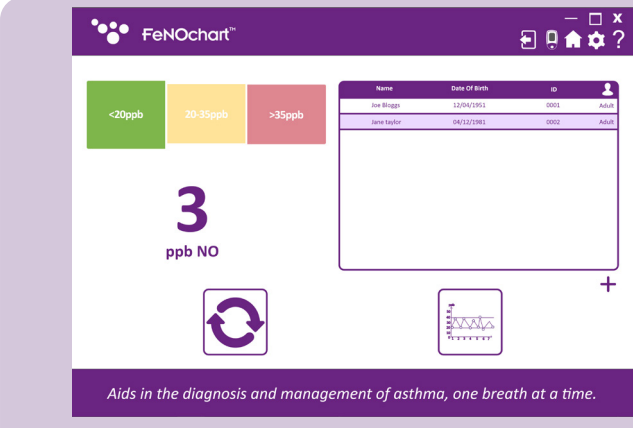 FeNOchart™
<20ppb 20-35ppb >35ppb
Name Date Of Birth ID
Joe Bloggs 12/04/1951 0001 Adult
Jane taylor 04/12/1981 0002 Adult
3
ppb NO
Aids in the diagnosis and management of asthma, one breath at a time.